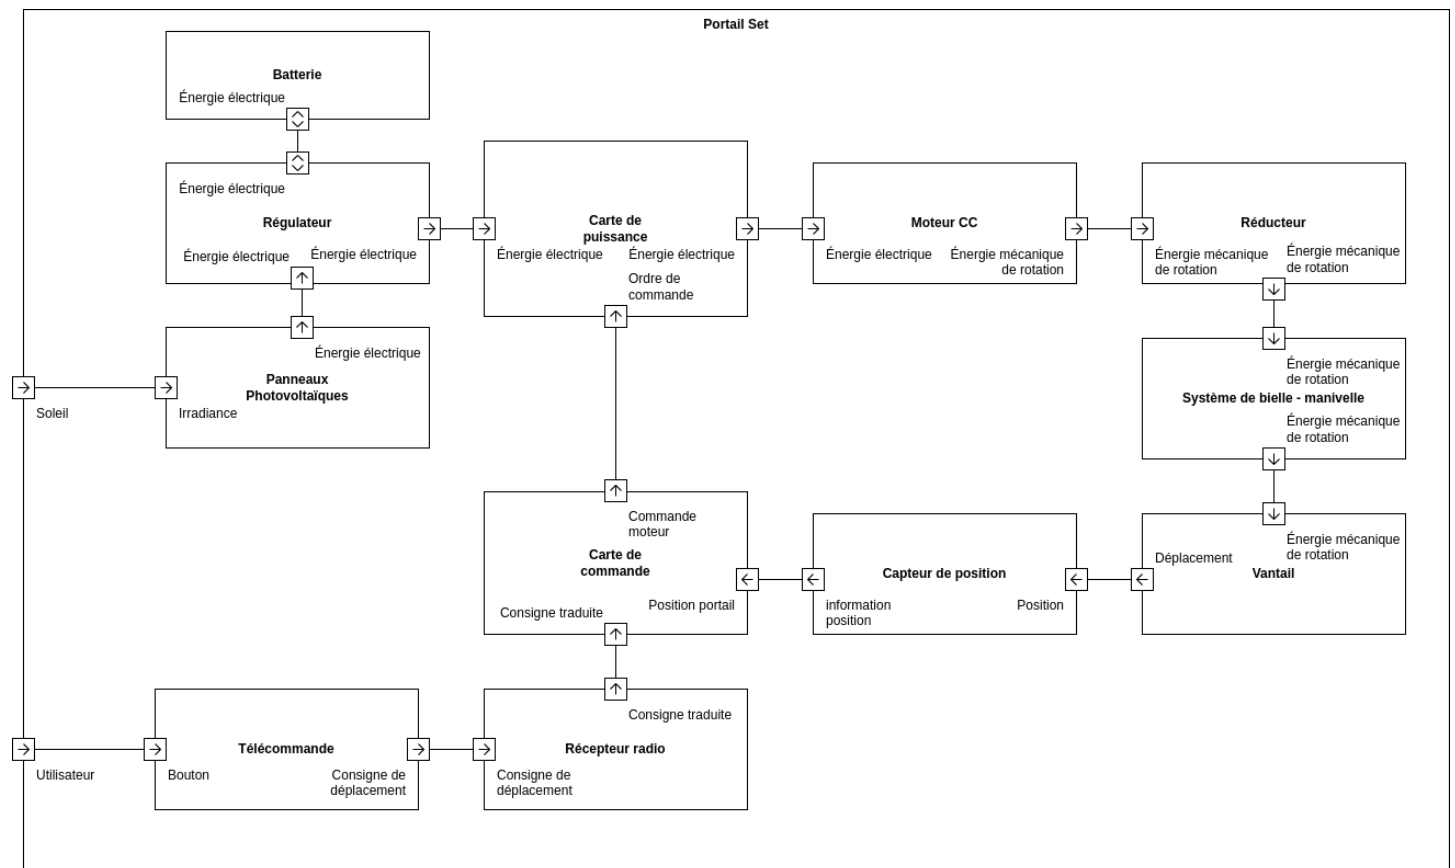 Portail Set
Batterie
Énergie électrique
Énergie électrique
Régulateur
Énergie électrique
Énergie électrique
Carte de
puissance
Énergie électrique
Énergie électrique
Ordre de
commande
Moteur CC
Énergie électrique
Énergie mécanique
de rotation
Réducteur
Énergie mécanique
de rotation
Énergie mécanique
de rotation
Énergie électrique
Panneaux
Photovoltaïques
Soleil
Irradiance
Énergie mécanique
de rotation
Système de bielle - manivelle
Énergie mécanique
de rotation
Commande
moteur
Carte de
commande
Consigne traduite
Position portail
Capteur de position
information
position
Position
Énergie mécanique
de rotation
Déplacement
Vantail
Utilisateur
Télécommande
Bouton
Consigne de
déplacement
Consigne traduite
Récepteur radio
Consigne de
déplacement